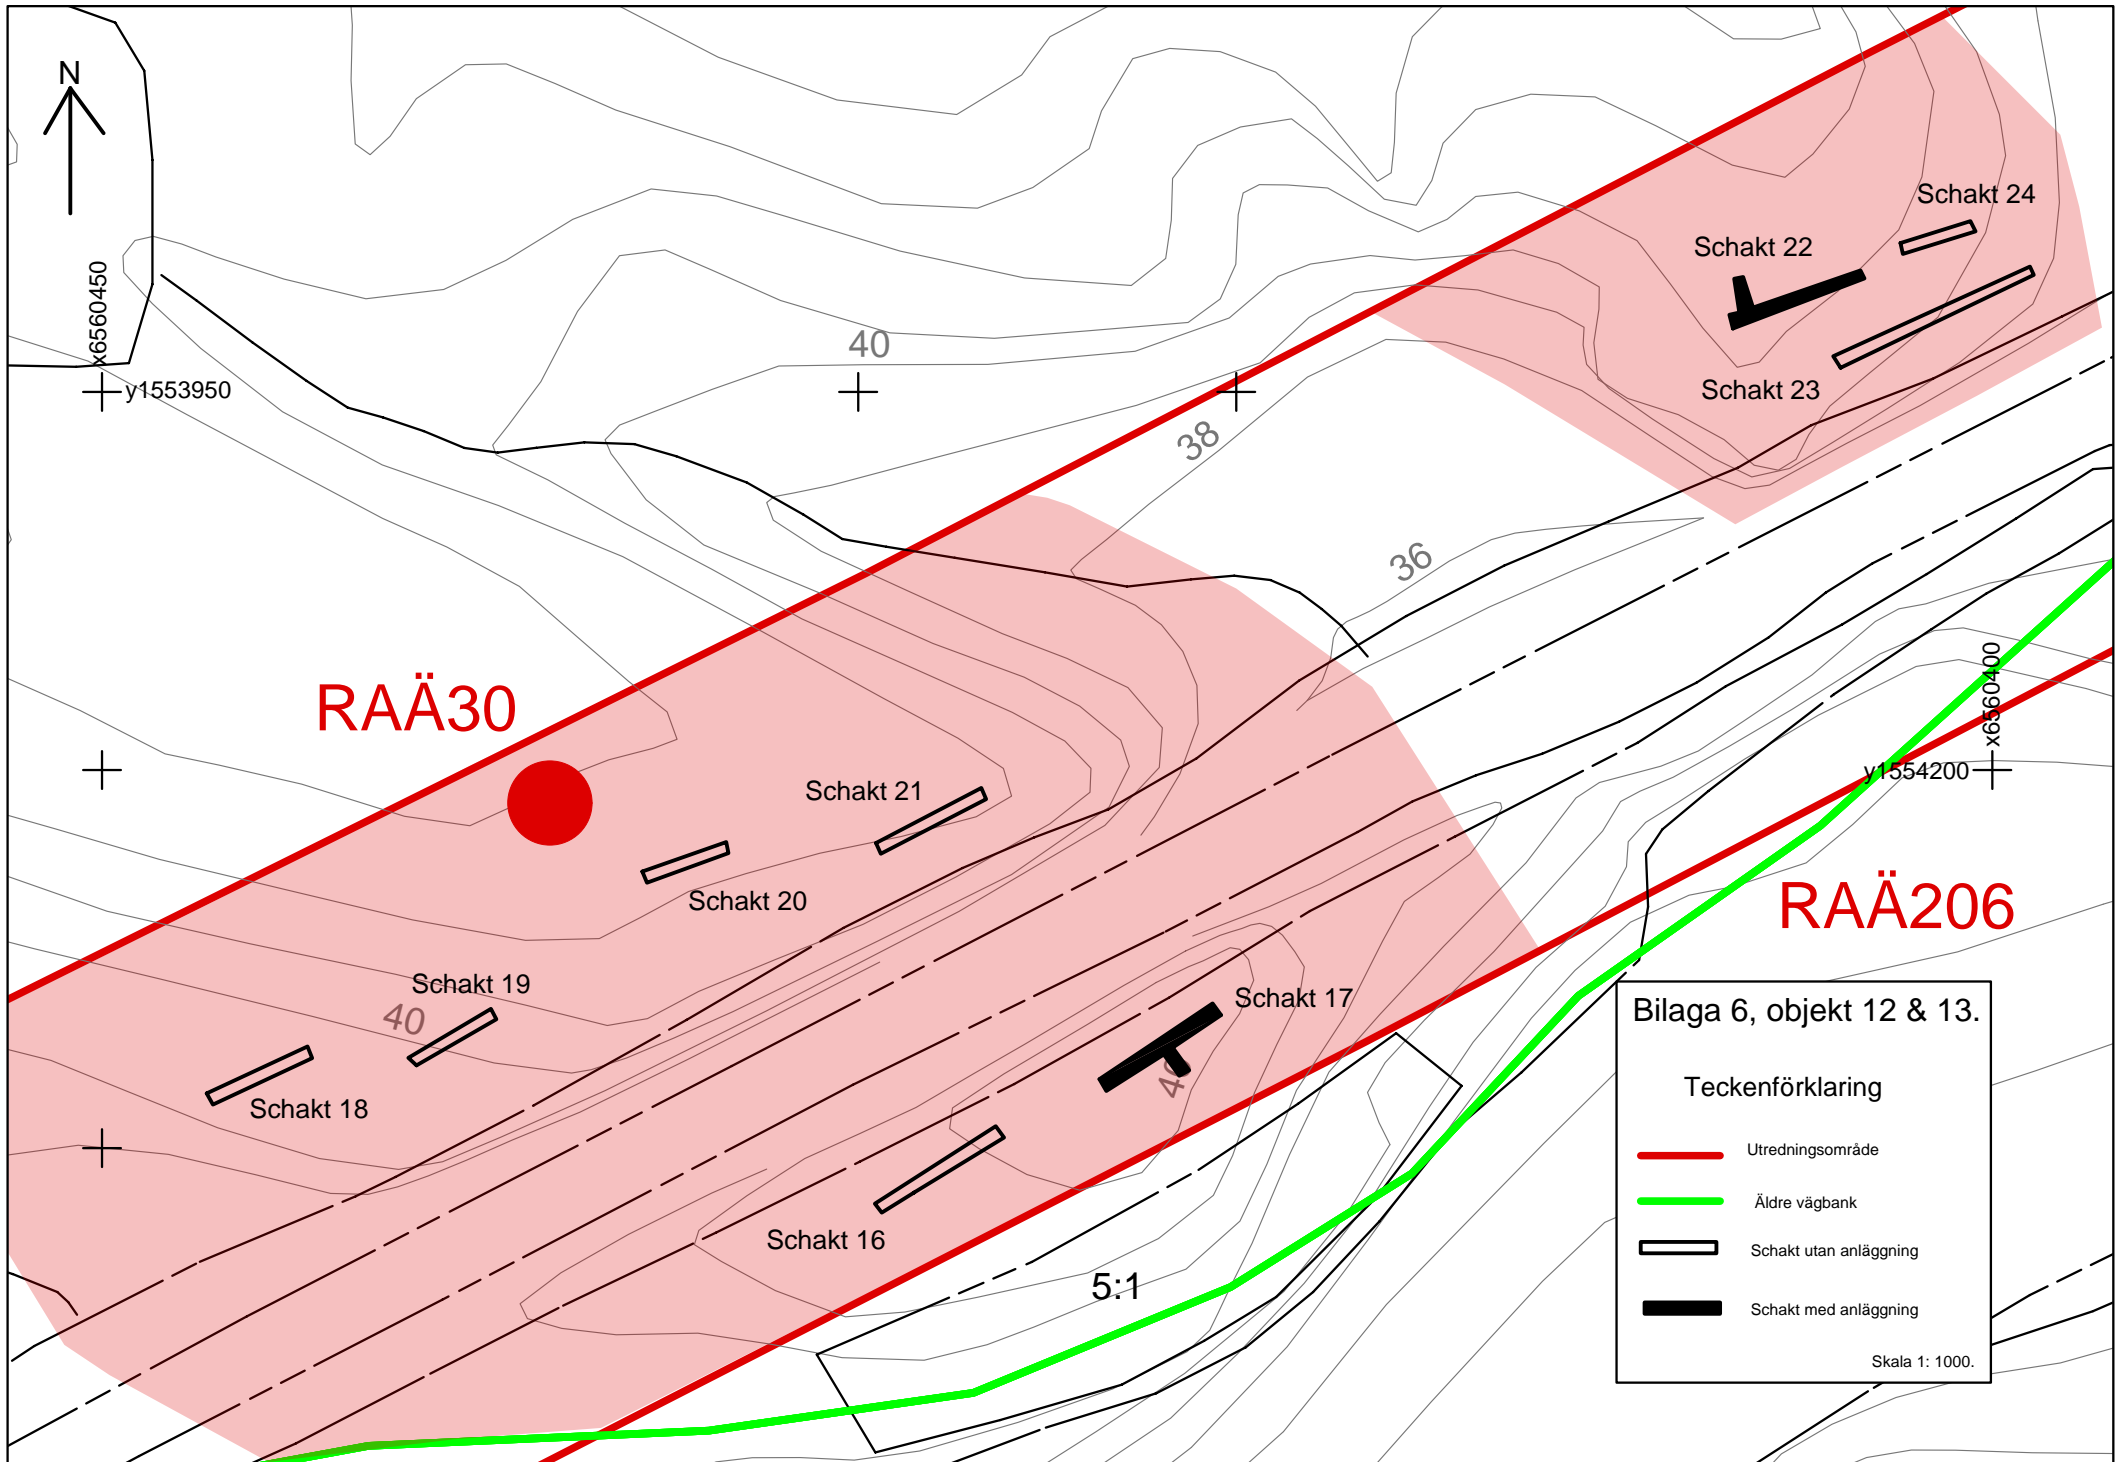 N
Schakt 24
Schakt 22
x6560450
40
y1553950
Schakt 23
38
36
RAÄ30
x6560400
y1554200
Schakt 21
Schakt 20
RAÄ206
Schakt 19
40
Schakt 17
40
Schakt 18
Schakt 16
5:1
Bilaga 6, objekt 12 & 13.
Teckenförklaring
Utredningsområde
Äldre vägbank
Schakt utan anläggning
Schakt med anläggning
Skala 1: 1000.